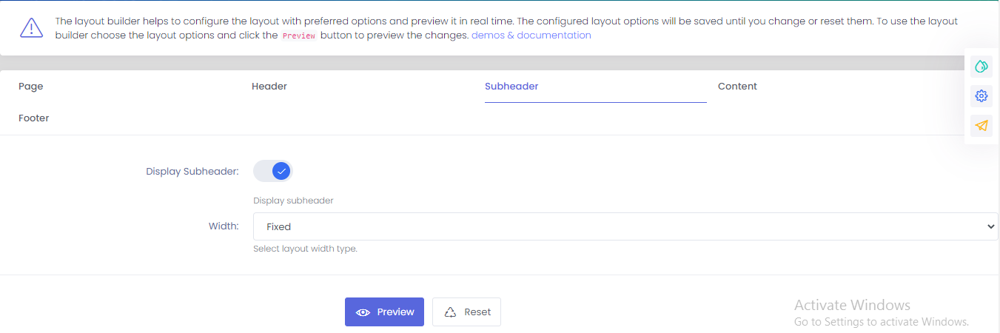 The layout builder helps to configure the layout with preferred options and preview it in real time. The configured layout options will be saved until you change or reset them. To use the layout
builder choose the layout options and click the Preview button to preview the changes. demos & documentation
Page Header Subheader Content
Footer
Display Subheader:
Display subheader
Width: Fixed
Select layout width type.
Preview Reset
Activate Windows
Go to Settings to activate Windows.